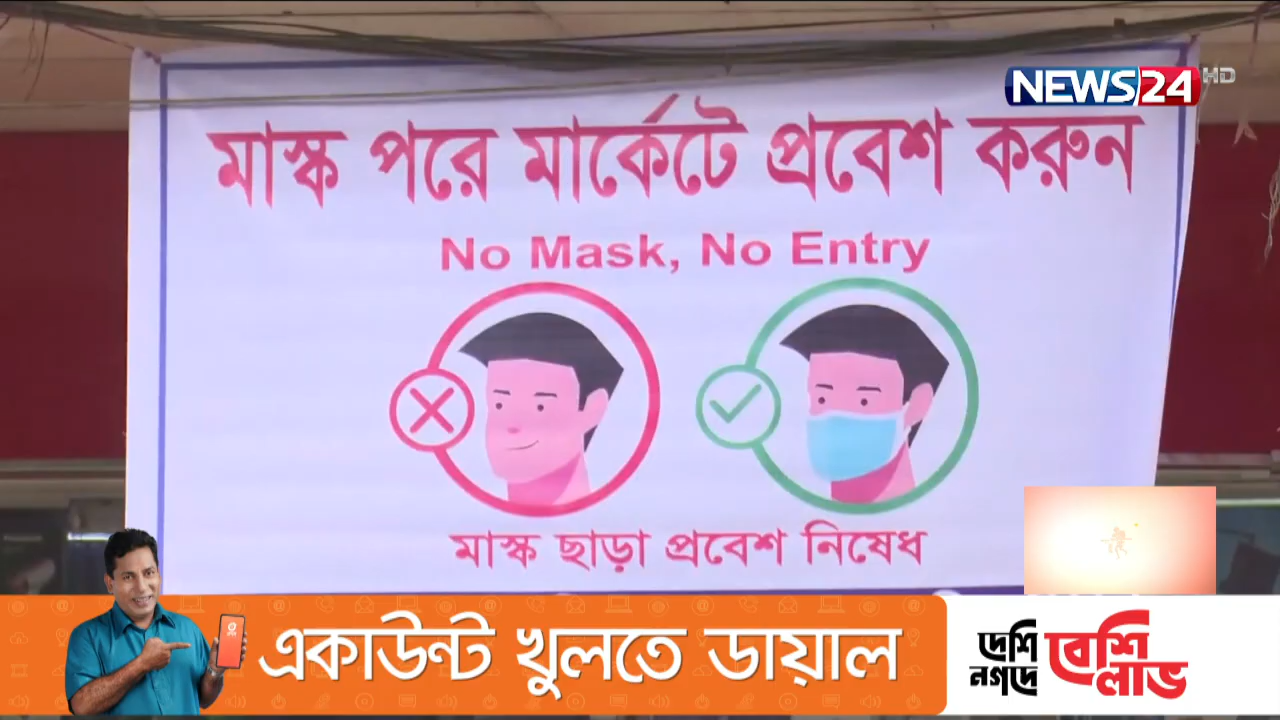 NEWS24 HD
মাস্ক পরে মার্কেটে প্রবেশ করুন
No Mask, No Entry
মাস্ক ছাড়া প্রবেশ নিষেধ
একাউন্ট খুলতে ডায়াল
দেশি
নগদে
বেশি
লাভ